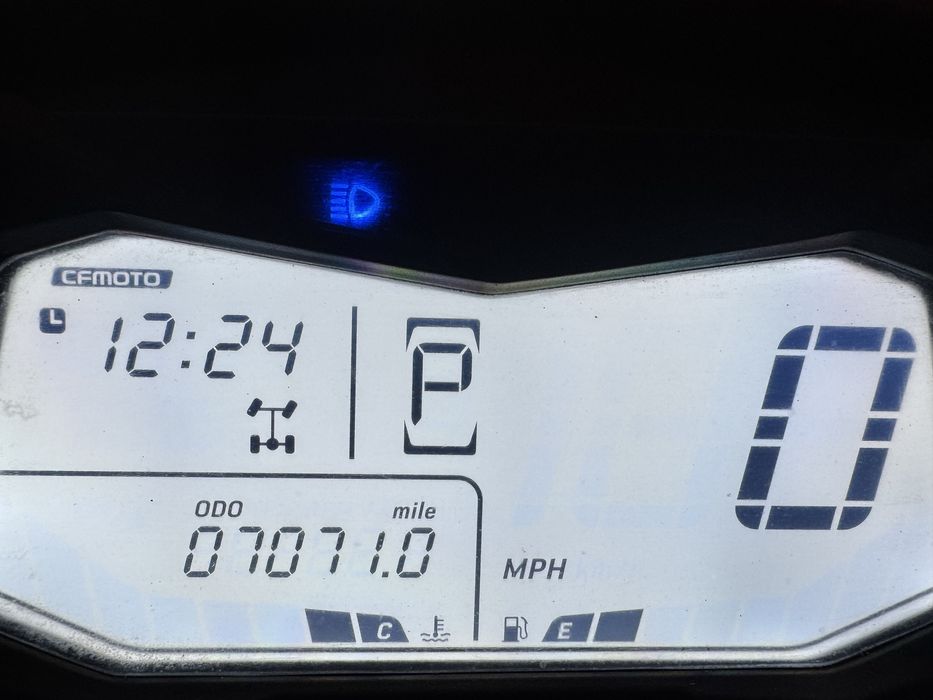 CFMOTO
12:24
P
0
ODO mile
07071.0
MPH
C E